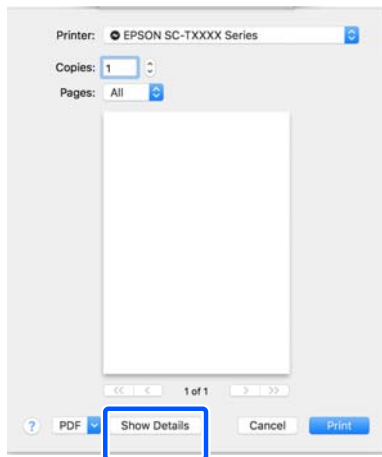 Printer: EPSON SC-TXXXX Series
Copies: 1
Pages: All
<< < 1 of 1 > >>
? PDF Show Details Cancel Print